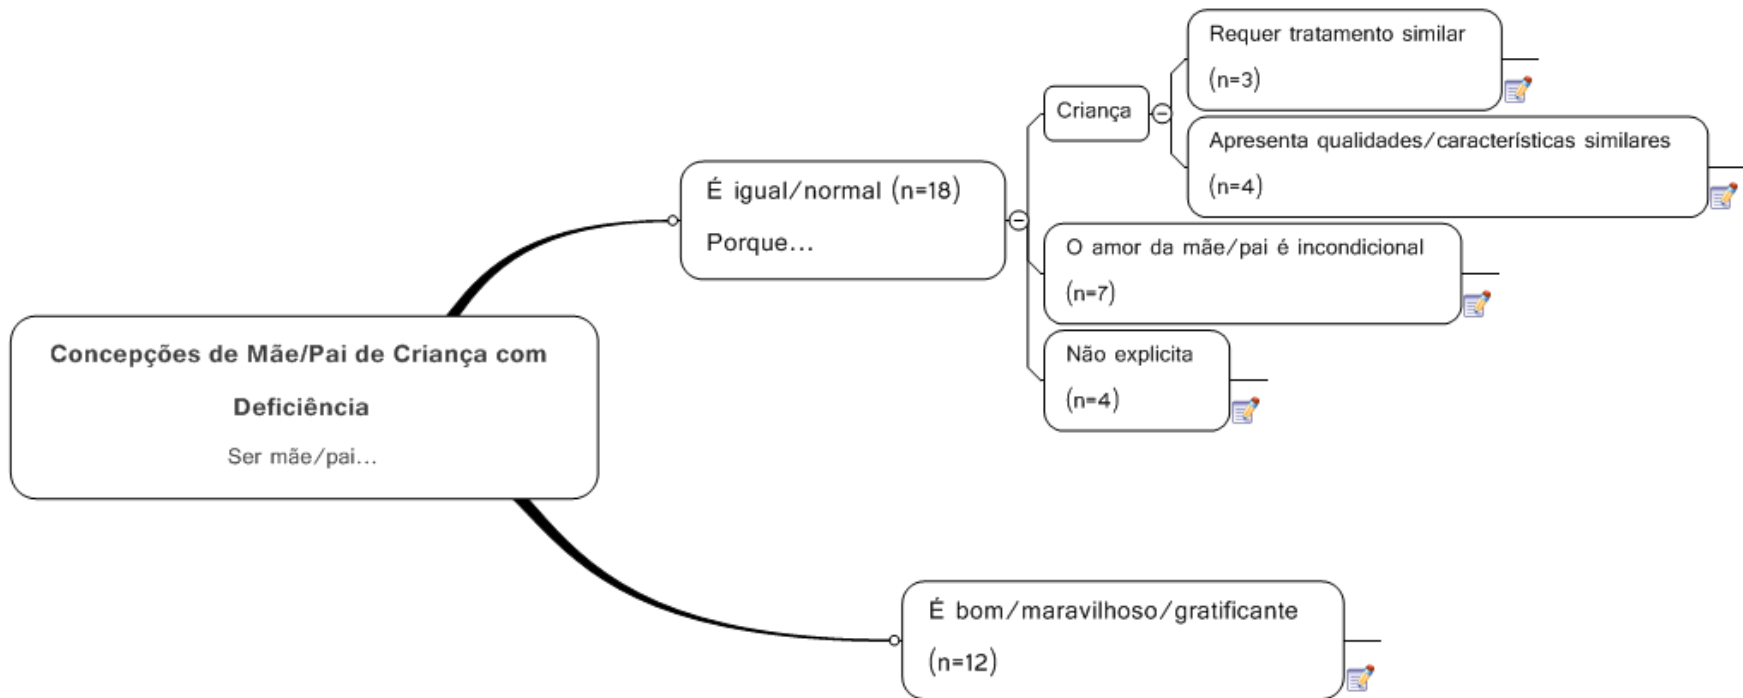 Concepções de Mãe/Pai de Criança com
Deficiência
Ser mãe/pai...
É igual/normal (n=18)
Porque...
Criança
Requer tratamento similar
(n=3)
Apresenta qualidades/características similares
(n=4)
O amor da mãe/pai é incondicional
(n=7)
Não explicita
(n=4)
É bom/maravilhoso/gratificante
(n=12)